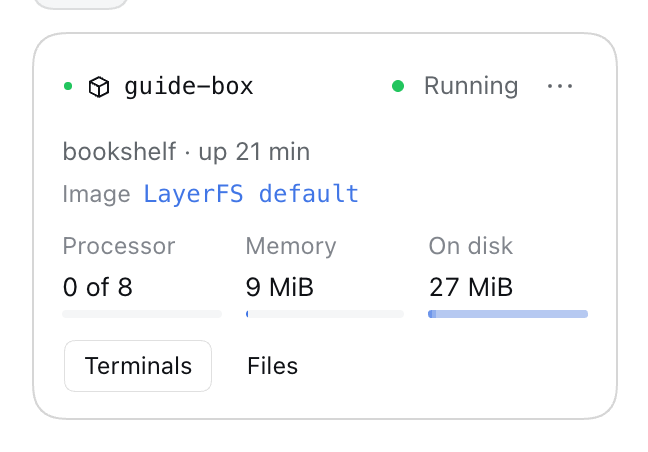 guide-box
Running
bookshelf · up 21 min
Image LayerFS default
Processor
Memory
On disk
0 of 8
9 MiB
27 MiB
Terminals
Files